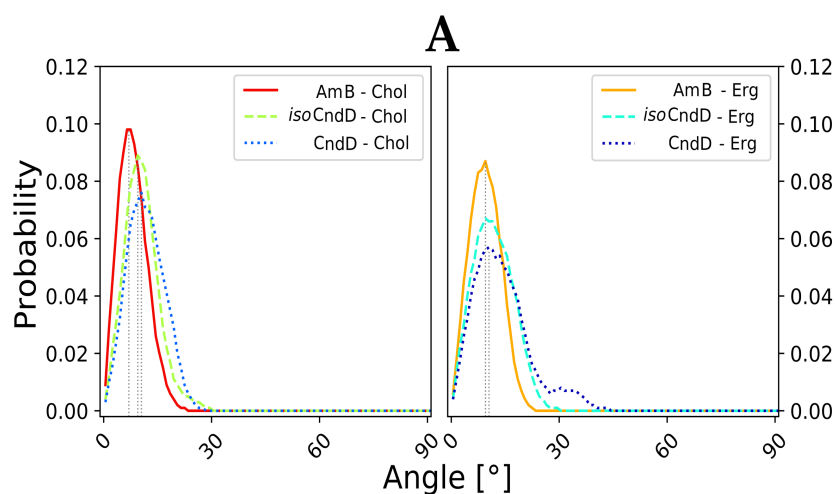 A
Probability
0.12
0.10
0.08
0.06
0.04
0.02
0.00
AmB - Chol
isoCndD - Chol
CndD - Chol
0
30
60
90
AmB - Erg
isoCndD - Erg
CndD - Erg
0
30
60
90
0.12
0.10
0.08
0.06
0.04
0.02
0.00
Angle [°]